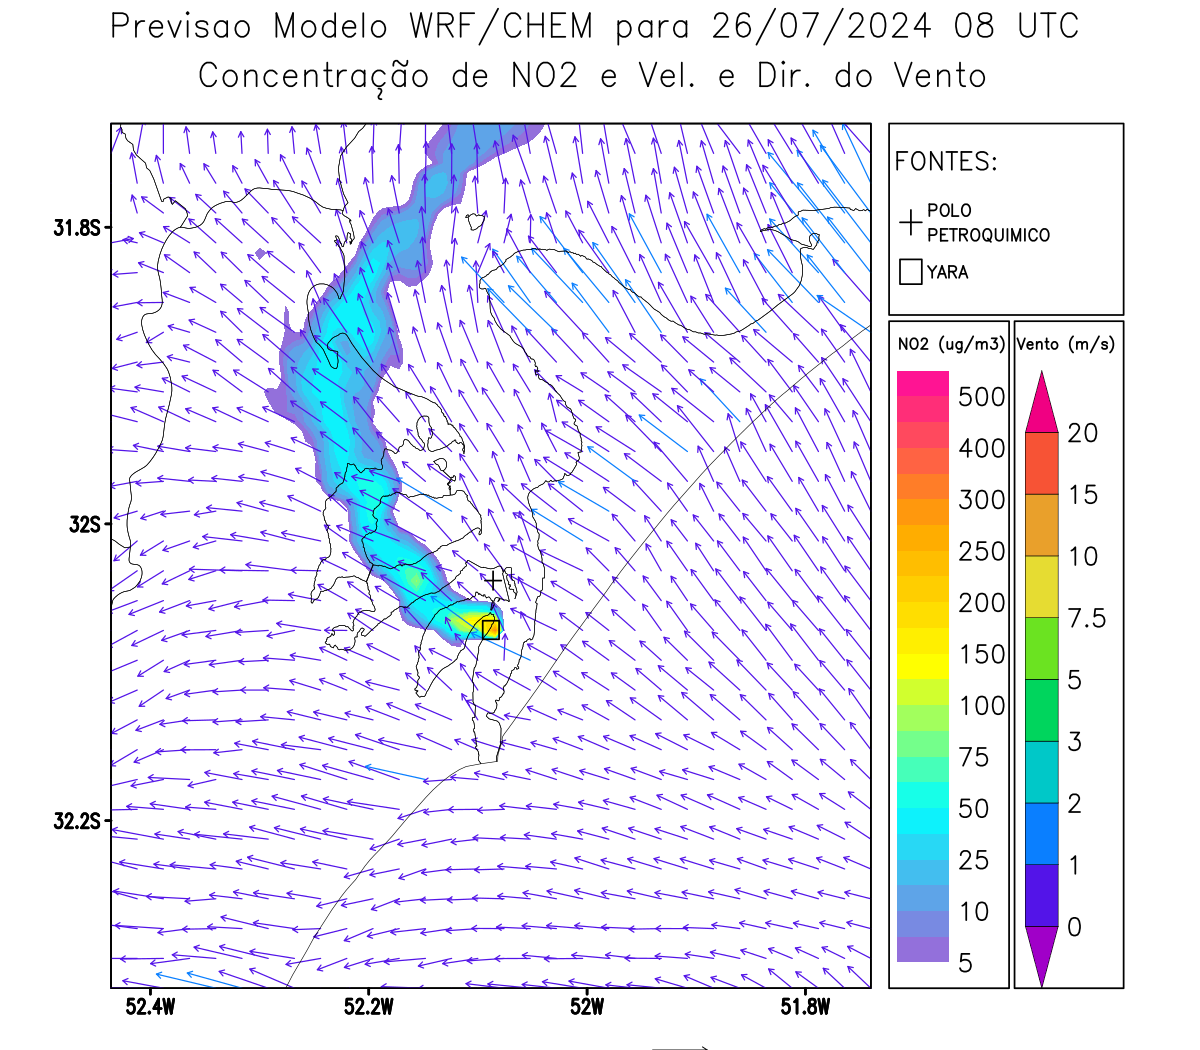 Previsao Modelo WRF/CHEM para 26/07/2024 08 UTC
Concentração de NO2 e Vel. e Dir. do Vento
FONTES:
POLO
PETROQUIMICO
YARA
NO2 (ug/m3)
500
400
300
250
200
150
100
75
50
25
10
5
Vento (m/s)
20
15
10
7.5
5
3
2
1
0
31.8S
32S
32.2S
52.4W
52.2W
52W
51.8W